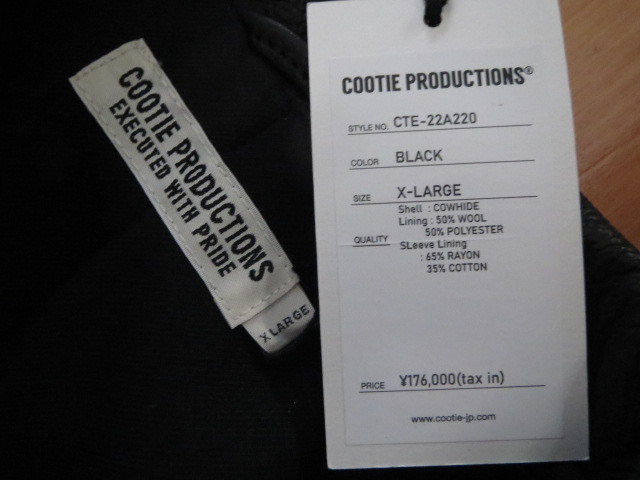 COOTIE PRODUCTIONS
EXECUTED WITH PRIDE
X LARGE
COOTIE PRODUCTIONS®
STYLE NO. CTE-22A220
COLOR BLACK
SIZE X-LARGE
Shell : COWHIDE
Lining : 50% WOOL
50% POLYESTER
QUALITY SLeeve Lining
: 65% RAYON
35% COTTON
PRICE ¥176,000(tax in)
www.cootie-jp.com